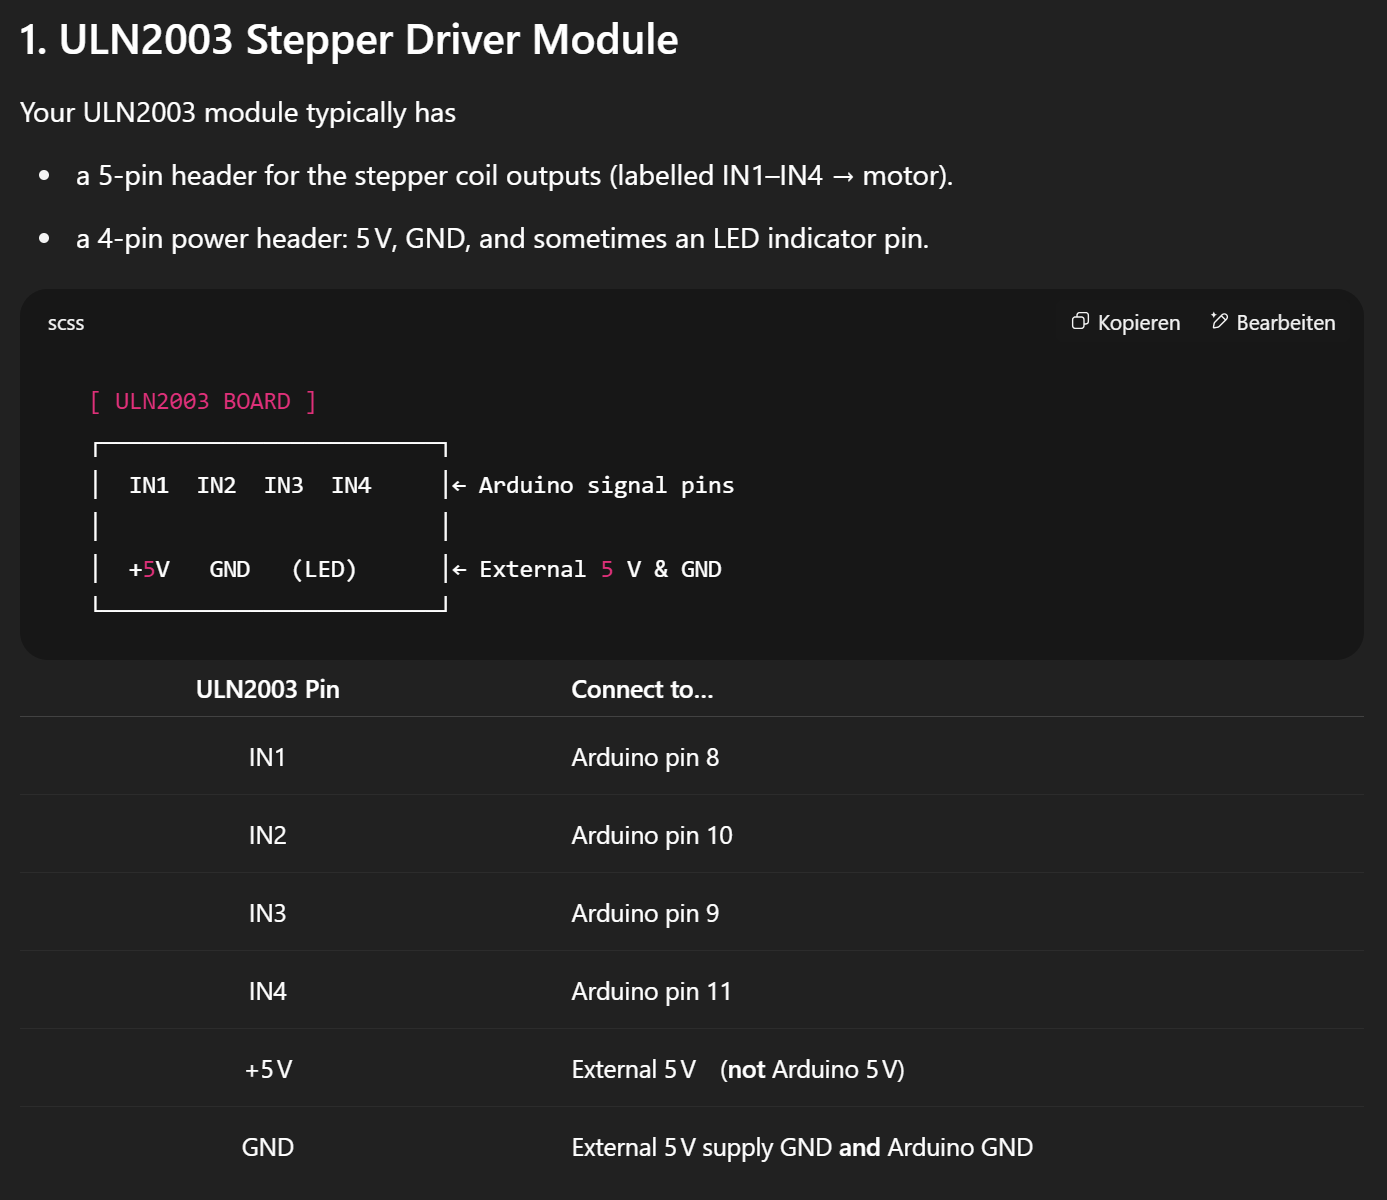 1. ULN2003 Stepper Driver Module
Your ULN2003 module typically has
• a 5-pin header for the stepper coil outputs (labelled IN1–IN4 → motor).
• a 4-pin power header: 5 V, GND, and sometimes an LED indicator pin.
scss Kopieren Bearbeiten
[ ULN2003 BOARD ]
IN1 IN2 IN3 IN4 ← Arduino signal pins
+5V GND (LED) ← External 5 V & GND
ULN2003 Pin Connect to...
IN1 Arduino pin 8
IN2 Arduino pin 10
IN3 Arduino pin 9
IN4 Arduino pin 11
+5 V External 5 V (not Arduino 5 V)
GND External 5 V supply GND and Arduino GND